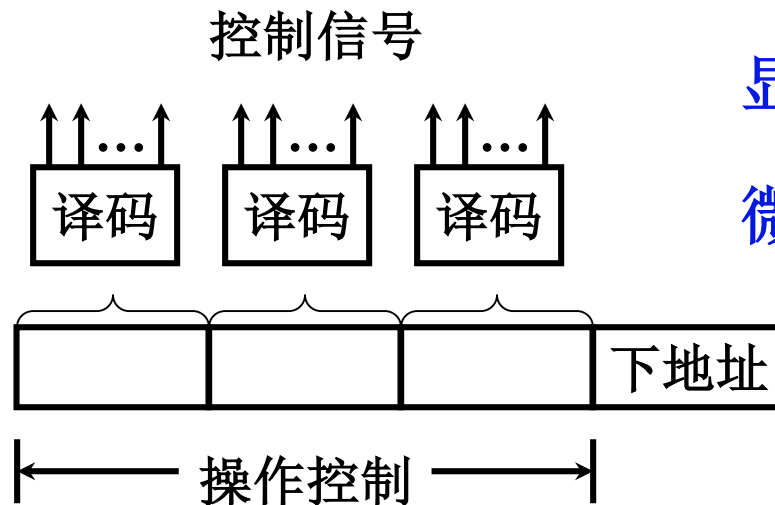 控制信号
显
微
译码 译码 译码
下地址
操作控制